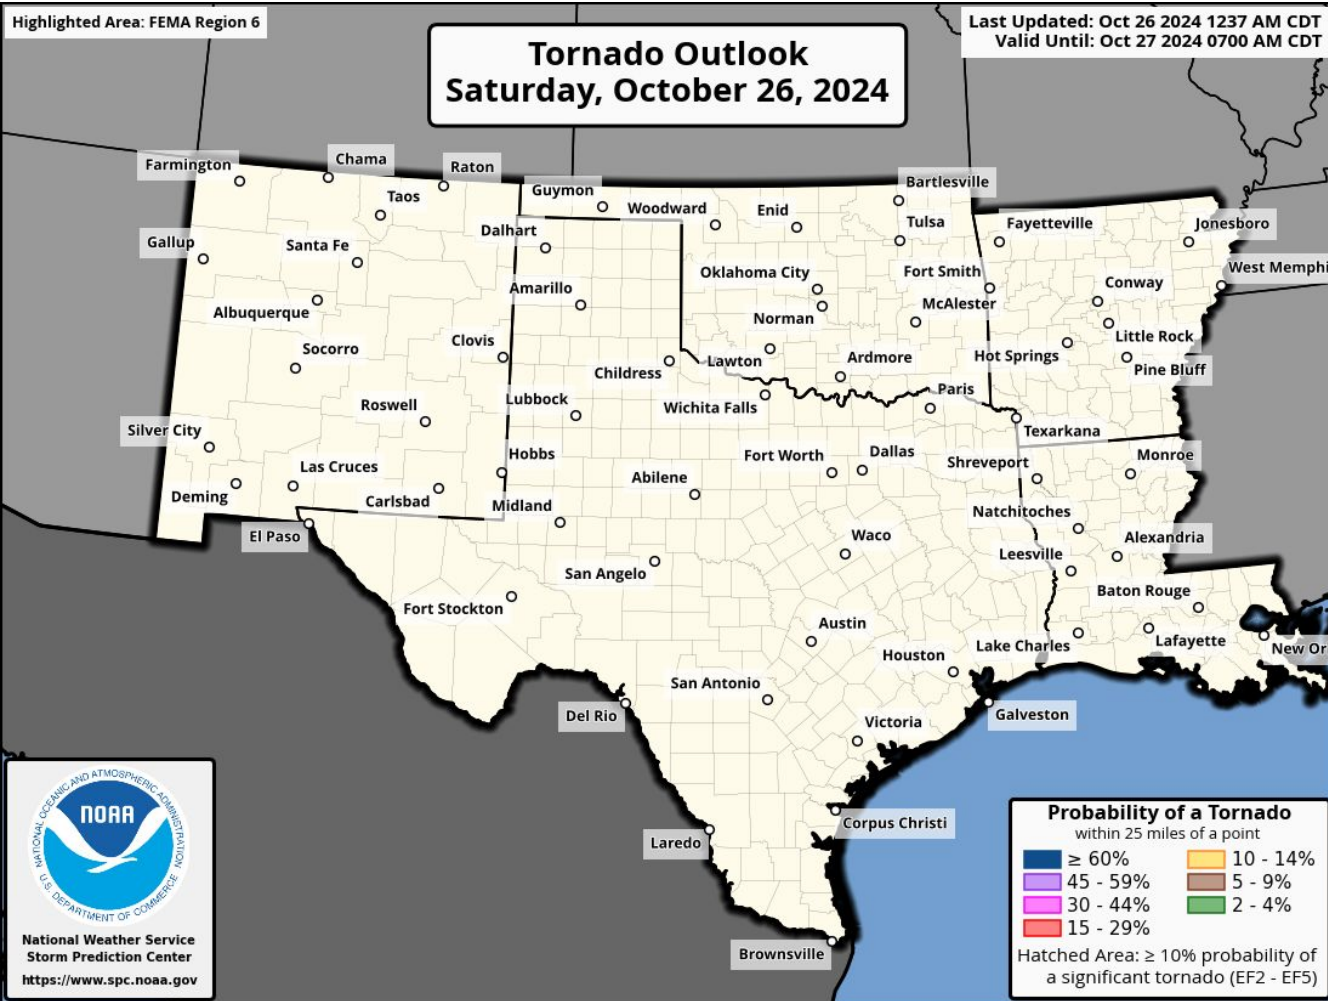 Highlighted Area: FEMA Region 6
Last Updated: Oct 26 2024 1237 AM CDT
Valid Until: Oct 27 2024 0700 AM CDT
Tornado Outlook
Saturday, October 26, 2024
Farmington
Chama
Raton
Taos
Guymon
Woodward
Enid
Bartlesville
Tulsa
Fayetteville
Jonesboro
Gallup
Santa Fe
Dalhart
Oklahoma City
Fort Smith
West Memphi
Amarillo
Conway
Albuquerque
Norman
McAlester
Little Rock
Socorro
Clovis
Childress
Lawton
Ardmore
Hot Springs
Pine Bluff
Roswell
Lubbock
Wichita Falls
Paris
Texarkana
Silver City
Las Cruces
Hobbs
Abilene
Fort Worth
Dallas
Shreveport
Monroe
Deming
Carlsbad
Midland
Natchitoches
El Paso
Waco
Leesville
Alexandria
San Angelo
Baton Rouge
Fort Stockton
Austin
Lake Charles
Lafayette
New Or
Houston
San Antonio
Del Rio
Victoria
Galveston
Corpus Christi
Laredo
Brownsville
NATIONAL OCEANIC AND ATMOSPHERIC ADMINISTRATION
NOAA
U.S. DEPARTMENT OF COMMERCE
National Weather Service
Storm Prediction Center
https://www.spc.noaa.gov
Probability of a Tornado
within 25 miles of a point
≥ 60%
10 - 14%
45 - 59%
5 - 9%
30 - 44%
2 - 4%
15 - 29%
Hatched Area: ≥ 10% probability of
a significant tornado (EF2 - EF5)